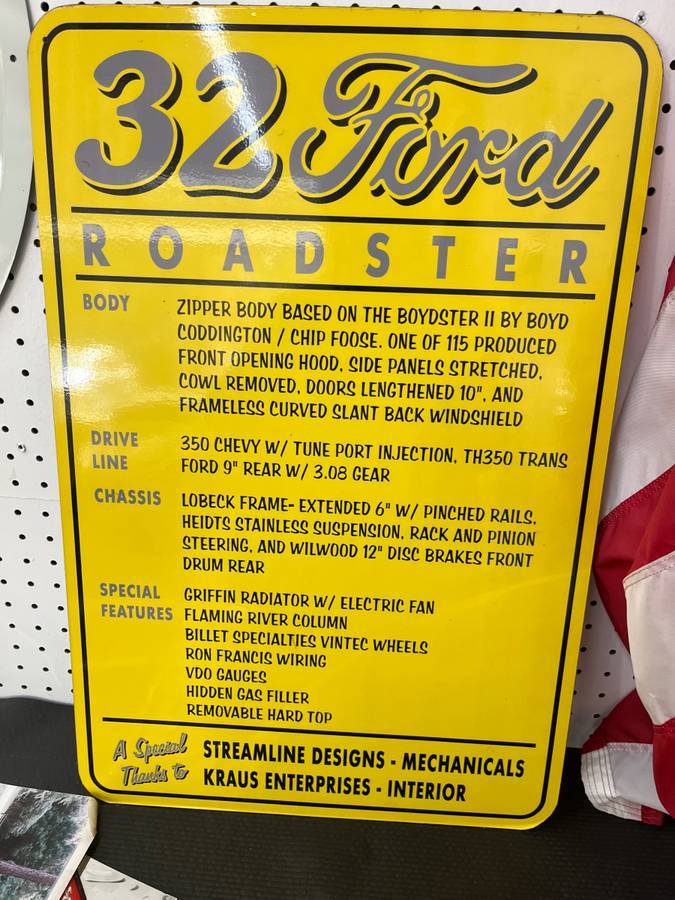 32 Ford
ROADSTER
BODY ZIPPER BODY BASED ON THE BOYDSTER II BY BOYD
CODDINGTON / CHIP FOOSE. ONE OF 115 PRODUCED
FRONT OPENING HOOD, SIDE PANELS STRETCHED,
COWL REMOVED, DOORS LENGTHENED 10", AND
FRAMELESS CURVED SLANT BACK WINDSHIELD
DRIVE LINE
350 CHEVY W/ TUNE PORT INJECTION, TH350 TRANS
FORD 9" REAR W/ 3.08 GEAR
CHASSIS LOBECK FRAME- EXTENDED 6" W/ PINCHED RAILS,
HEIDTS STAINLESS SUSPENSION, RACK AND PINION
STEERING, AND WILWOOD 12" DISC BRAKES FRONT
DRUM REAR
SPECIAL FEATURES
GRIFFIN RADIATOR W/ ELECTRIC FAN
FLAMING RIVER COLUMN
BILLET SPECIALTIES VINTEC WHEELS
RON FRANCIS WIRING
VDO GAUGES
HIDDEN GAS FILLER
REMOVABLE HARD TOP
A Special Thanks to
STREAMLINE DESIGNS - MECHANICALS
KRAUS ENTERPRISES - INTERIOR